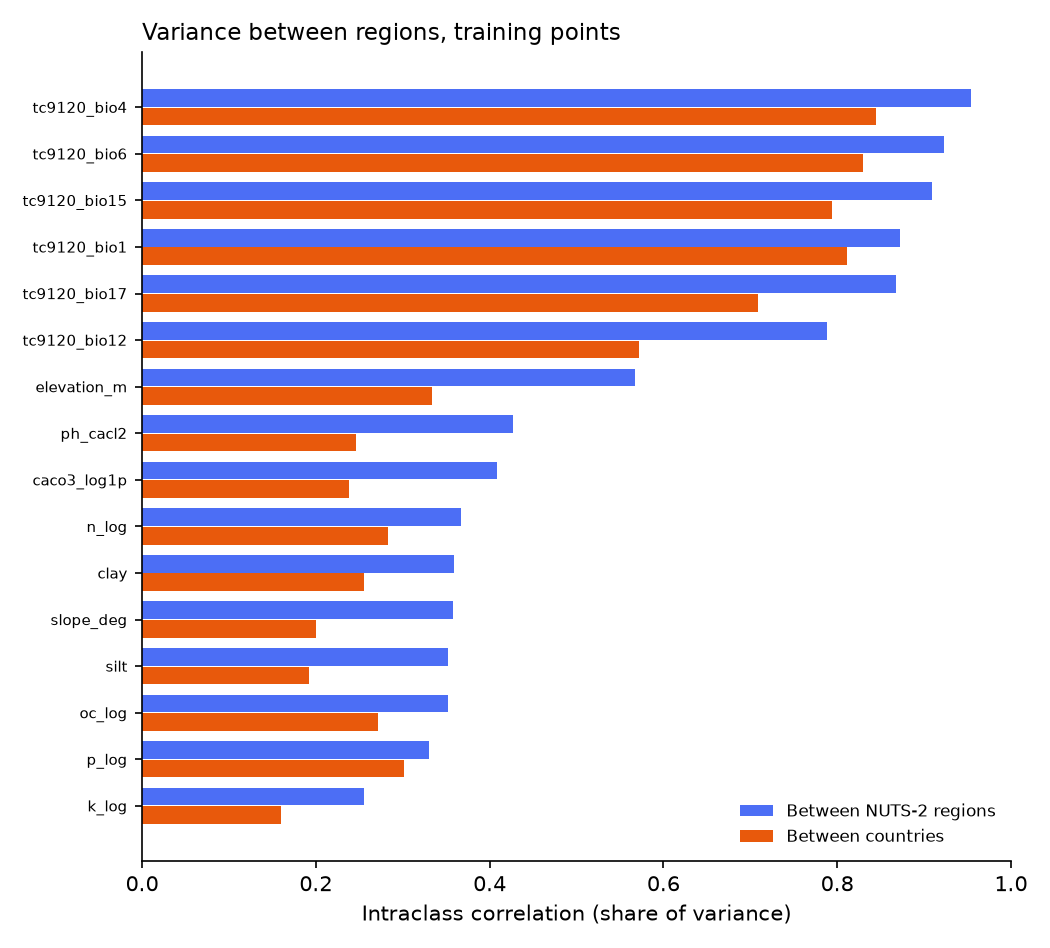 Variance between regions, training points
tc9120_bio4
tc9120_bio6
tc9120_bio15
tc9120_bio1
tc9120_bio17
tc9120_bio12
elevation_m
ph_cacl2
caco3_log1p
n_log
clay
slope_deg
silt
oc_log
p_log
k_log
Between NUTS-2 regions
Between countries
0.0 0.2 0.4 0.6 0.8 1.0
Intraclass correlation (share of variance)